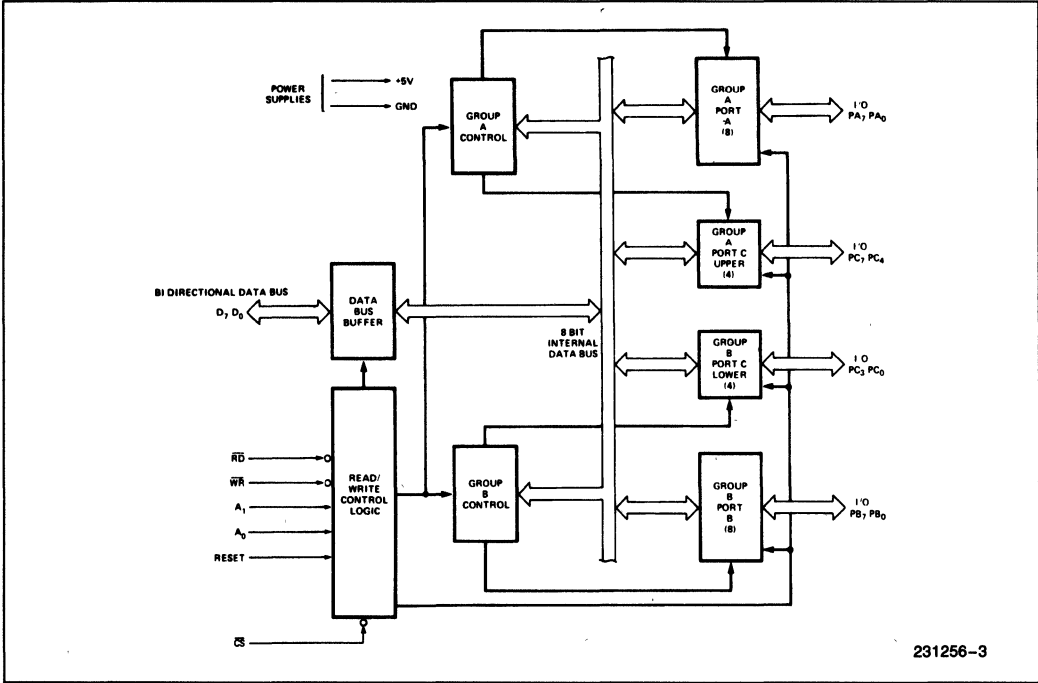 POWER
SUPPLIES
+5V
GND
GROUP
A
CONTROL
GROUP
A
PORT
A
(8)
I/O
PA7 PA0
GROUP
A
PORT C
UPPER
(4)
I/O
PC7 PC4
BI DIRECTIONAL DATA BUS
D7 D0
DATA
BUS
BUFFER
8 BIT
INTERNAL
DATA BUS
GROUP
B
PORT C
LOWER
(4)
I O
PC3 PC0
RD
WR
A1
A0
RESET
READ/
WRITE
CONTROL
LOGIC
GROUP
B
CONTROL
GROUP
B
PORT
B
(8)
I/O
PB7 PB0
CS
231256-3